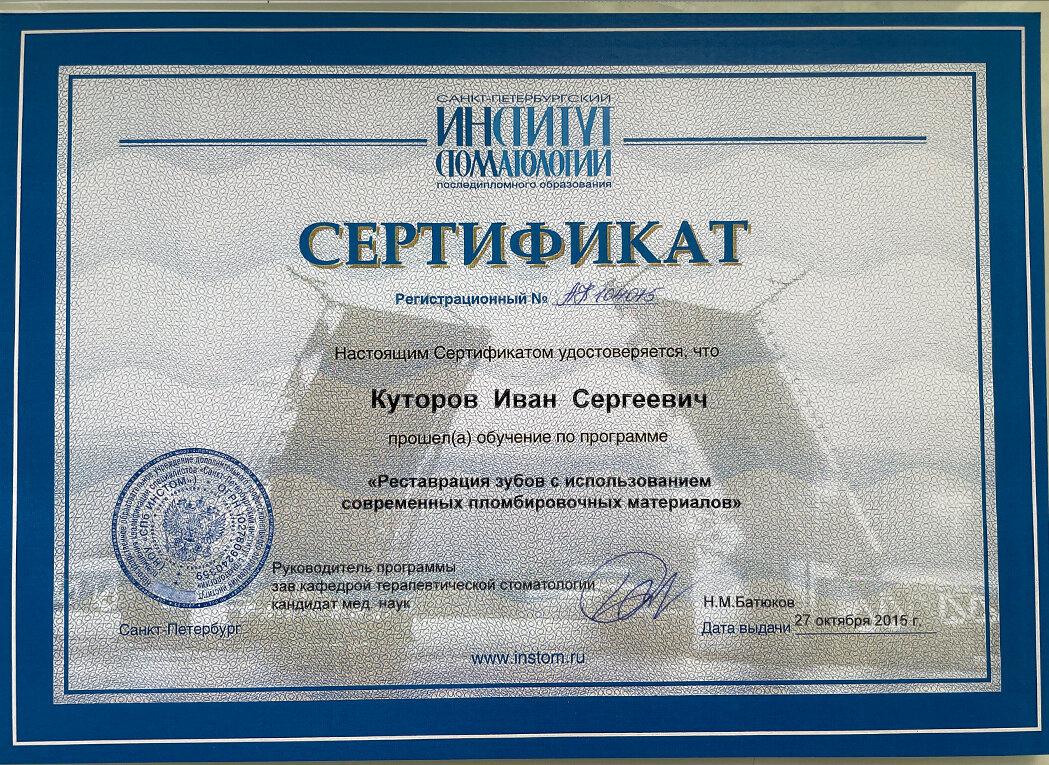 САНКТ-ПЕТЕРБУРГСКИЙ
ИНСТИТУТ
СТОМАТОЛОГИИ
последипломного образования
СЕРТИФИКАТ
Регистрационный №
Настоящим Сертификатом удостоверяется, что
Куторов Иван Сергеевич
прошел(а) обучение по программе
«Реставрация зубов с использованием
современных пломбировочных материалов»
Руководитель программы
зав.кафедрой терапевтической стоматологии
кандидат мед. наук
Н.М.Батюков
Санкт-Петербург
Дата выдачи 27 октября 2015 г.
www.instom.ru